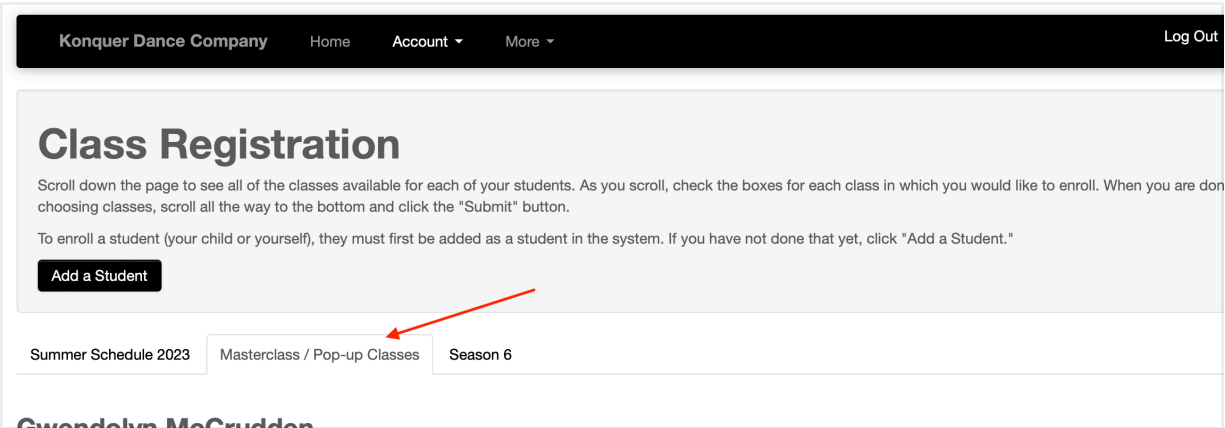 Konquer Dance Company Home Account More Log Out
Class Registration
Scroll down the page to see all of the classes available for each of your students. As you scroll, check the boxes for each class in which you would like to enroll. When you are don
choosing classes, scroll all the way to the bottom and click the "Submit" button.
To enroll a student (your child or yourself), they must first be added as a student in the system. If you have not done that yet, click "Add a Student."
Add a Student
Summer Schedule 2023 Masterclass / Pop-up Classes Season 6
Gwendolyn McCrudden